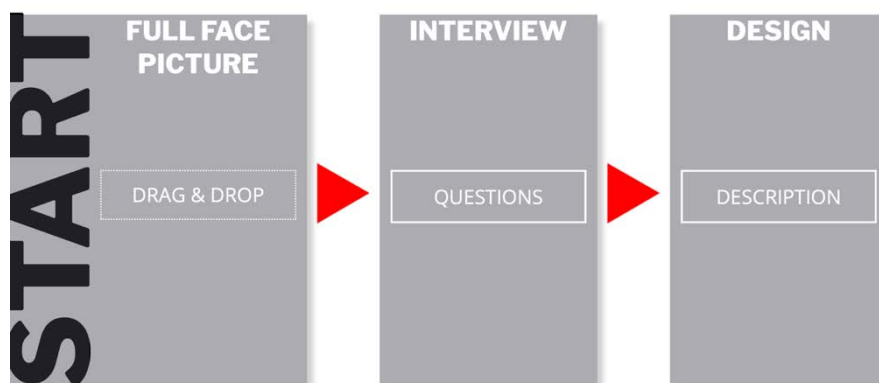 START
FULL FACE
PICTURE
DRAG & DROP
INTERVIEW
QUESTIONS
DESIGN
DESCRIPTION